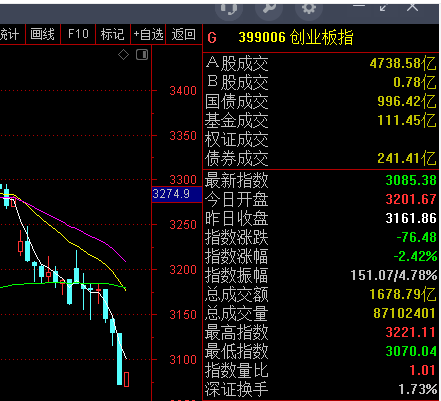 统计 画线 F10 标记 +自选 返回
G 399006 创业板指
3400
3350
3300
3274.9
3250
3200
3150
3100
A股成交 4738.58亿
B股成交 0.78亿
国债成交 996.42亿
基金成交 111.45亿
权证成交
债券成交 241.41亿
最新指数 3085.38
今日开盘 3201.67
昨日收盘 3161.86
指数涨跌 -76.48
指数涨幅 -2.42%
指数振幅 151.07/4.78%
总成交额 1678.79亿
总成交量 87102401
最高指数 3221.11
最低指数 3070.04
指数量比 1.01
深证换手 1.73%